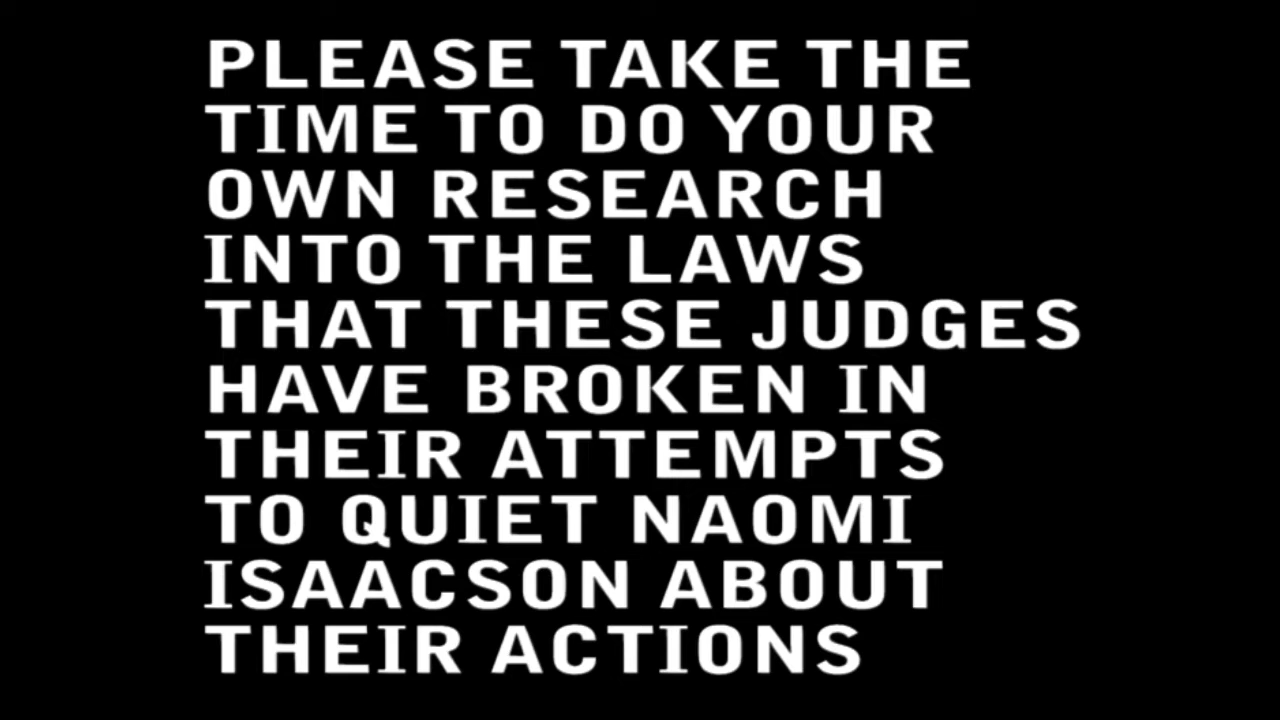 PLEASE TAKE THE
TIME TO DO YOUR
OWN RESEARCH
INTO THE LAWS
THAT THESE JUDGES
HAVE BROKEN IN
THEIR ATTEMPTS
TO QUIET NAOMI
ISAACSON ABOUT
THEIR ACTIONS